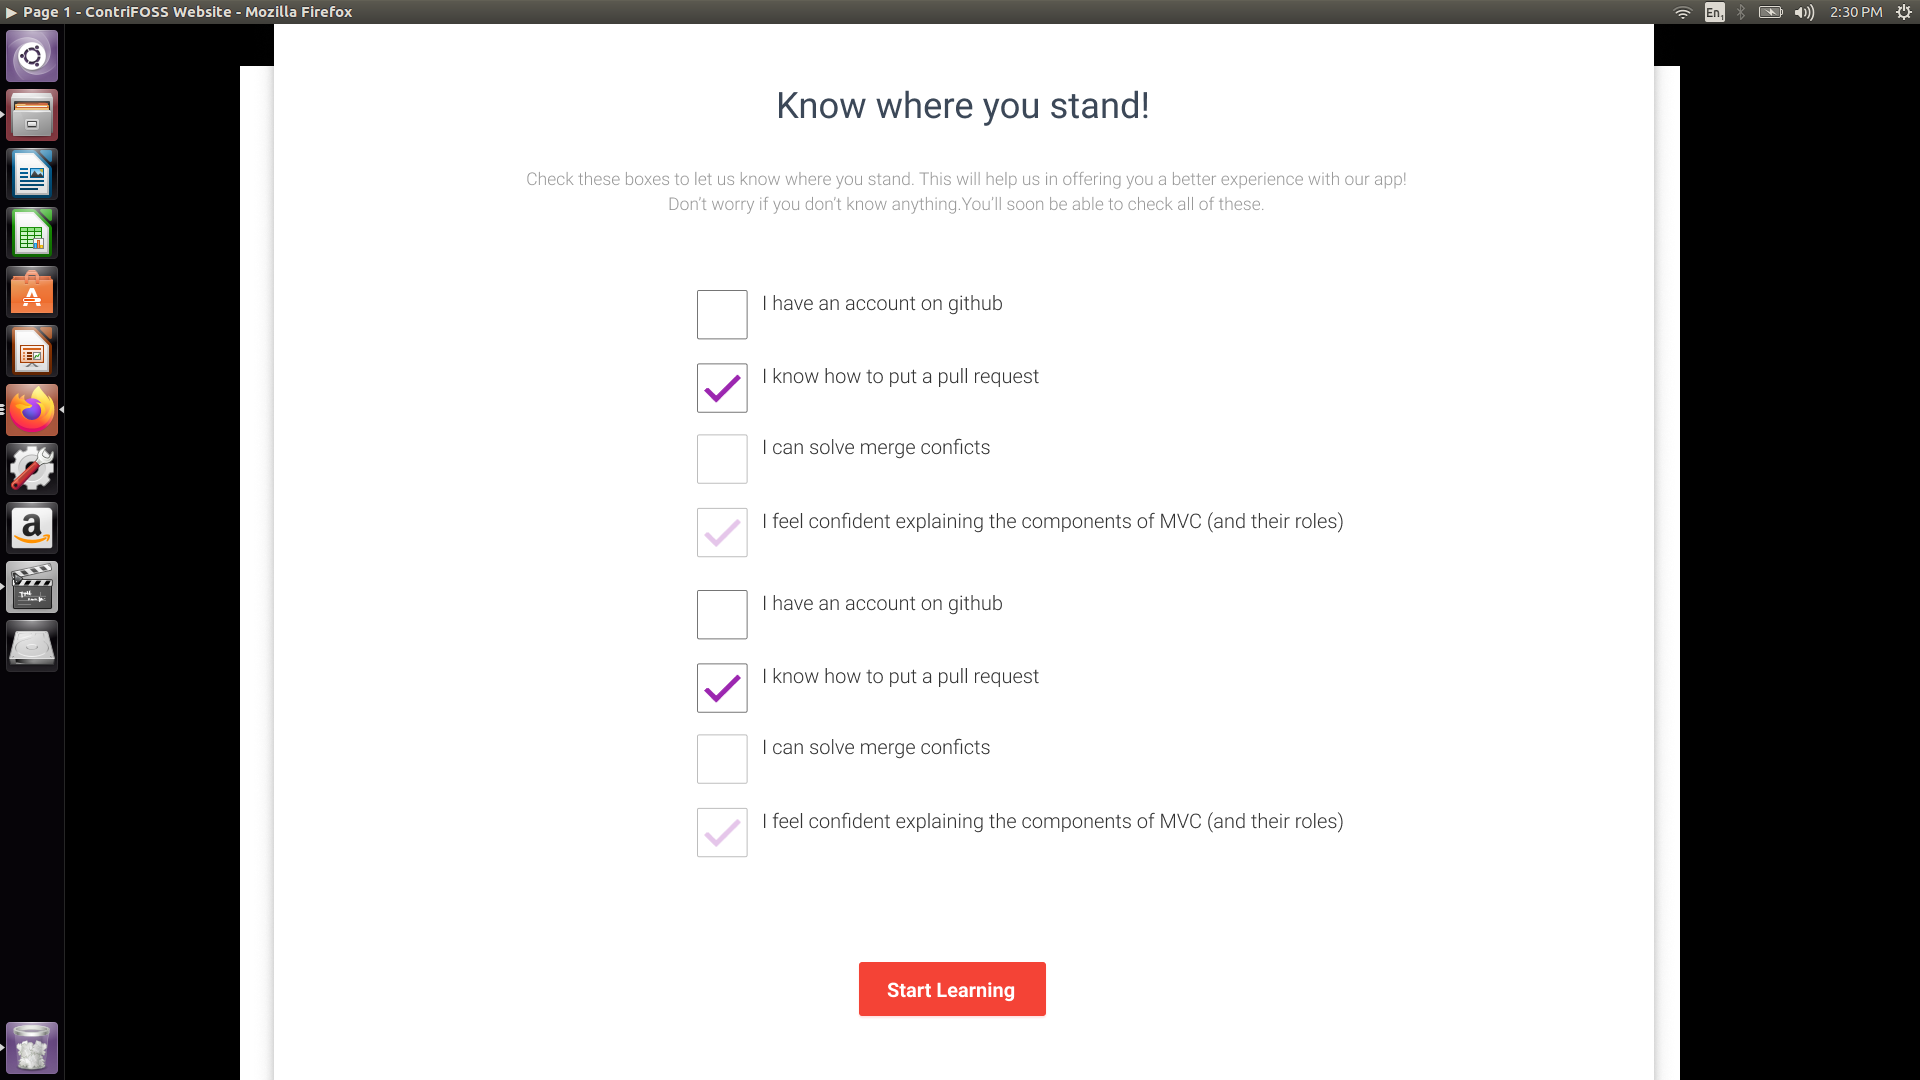 ▶ Page 1 - ContriFOSS Website - Mozilla Firefox
En1 2:30 PM
Know where you stand!
Check these boxes to let us know where you stand. This will help us in offering you a better experience with our app!
Don't worry if you don't know anything.You'll soon be able to check all of these.
I have an account on github
I know how to put a pull request
I can solve merge conficts
I feel confident explaining the components of MVC (and their roles)
I have an account on github
I know how to put a pull request
I can solve merge conficts
I feel confident explaining the components of MVC (and their roles)
Start Learning